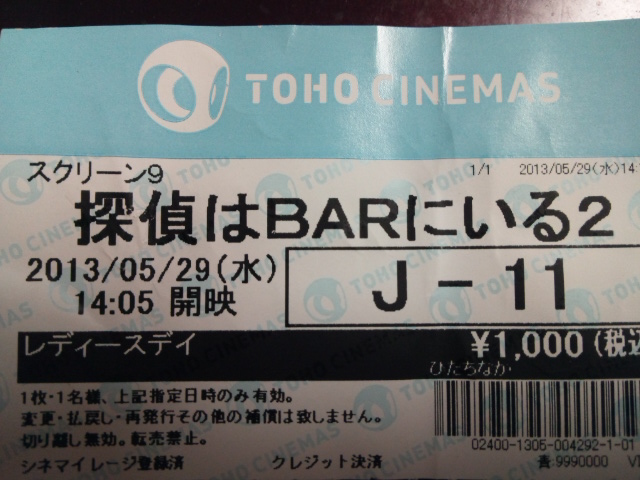 TOHO CINEMAS
スクリーン9
1/1 2013/05/29(水)14:
探偵はBARにいる2
2013/05/29(水)
14:05 開映
J-11
レディースデイ
¥1,000(税込
ひたちなか
1枚・1名様、上記指定日時のみ有効。
変更・払戻し・再発行その他の補償は致しません。
切り離し無効。転売禁止。
02400-1305-004292-1-01
シネマイレージ登録済 クレジット決済 青:9990000 VI